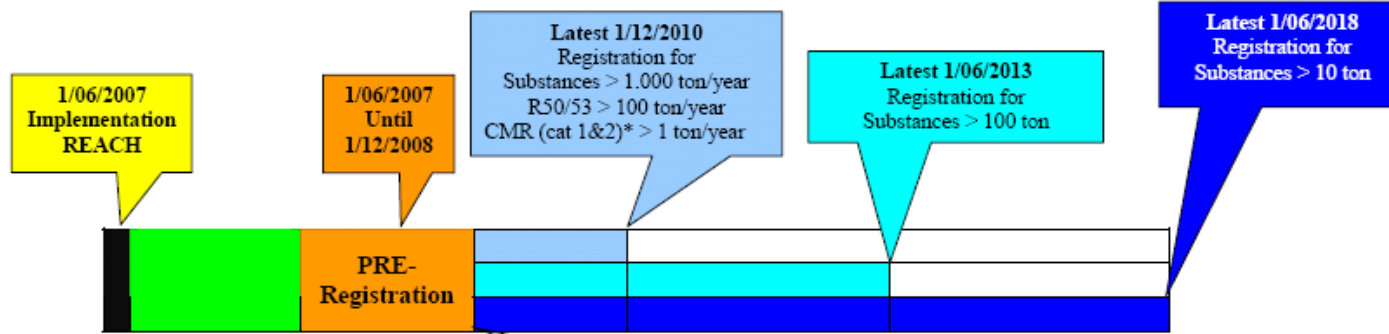 1/06/2007
Implementation
REACH
1/06/2007
Until
1/12/2008
Latest 1/12/2010
Registration for
Substances > 1.000 ton/year
R50/53 > 100 ton/year
CMR (cat 1&2)* > 1 ton/year
Latest 1/06/2013
Registration for
Substances > 100 ton
Latest 1/06/2018
Registration for
Substances > 10 ton
PRE-
Registration